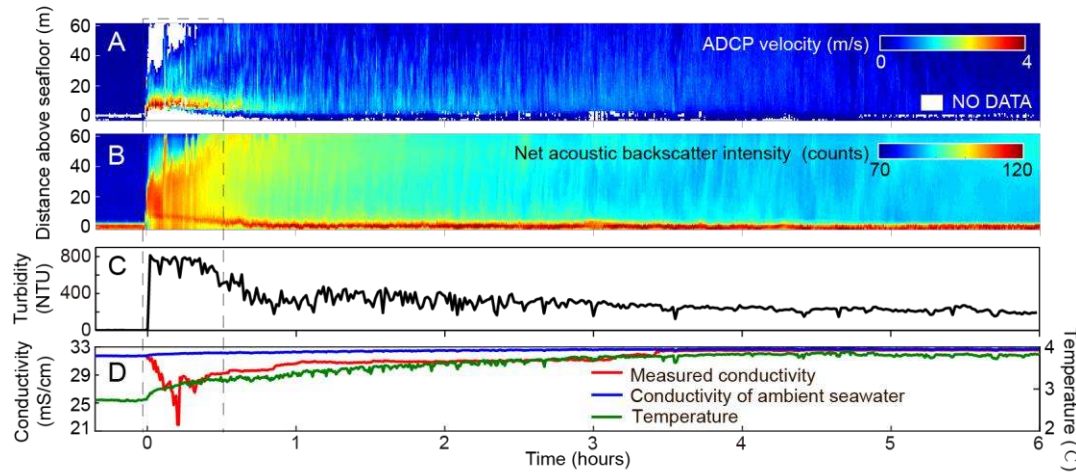 Distance above seafloor (m)
60
40
20
0
A
ADCP velocity (m/s)
0
4
NO DATA
60
40
20
0
B
Net acoustic backscatter intensity (counts)
70
120
Turbidity
(NTU)
800
400
0
C
Conductivity
(mS/cm)
33
29
25
21
D
Measured conductivity
Conductivity of ambient seawater
Temperature
4
3
2
Temperature (°C)
0
1
2
3
4
5
6
Time (hours)